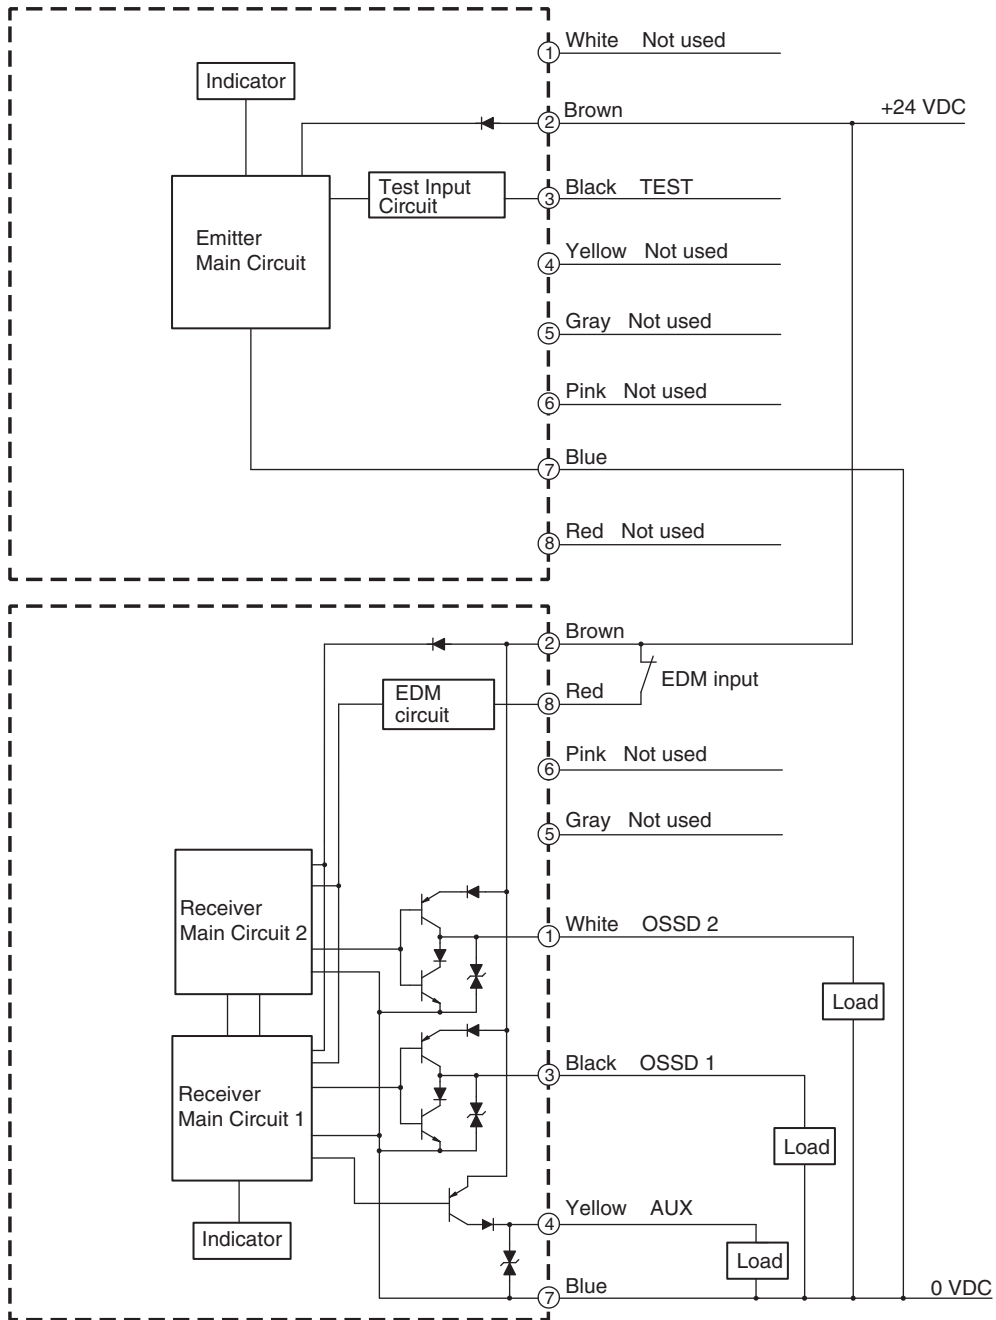 1 White Not used
Indicator
2 Brown +24 VDC
Test Input
Circuit
3 Black TEST
Emitter
Main Circuit
4 Yellow Not used
5 Gray Not used
6 Pink Not used
7 Blue
8 Red Not used
2 Brown
EDM input
EDM
circuit
8 Red
6 Pink Not used
5 Gray Not used
Receiver
Main Circuit 2
1 White OSSD 2
Load
3 Black OSSD 1
Receiver
Main Circuit 1
Load
4 Yellow AUX
Indicator
Load
7 Blue
0 VDC